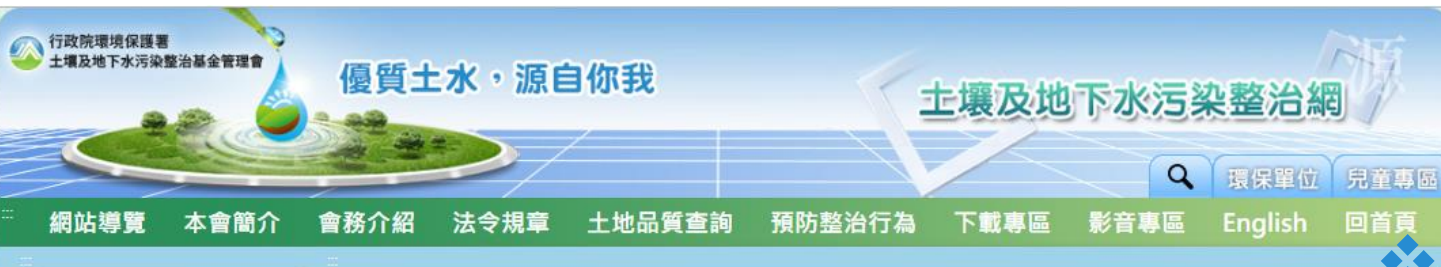 行政院環境保護署
土壤及地下水污染整治基金管理會
優質土水，源自你我
源
土壤及地下水污染整治網
環保單位 兒童專區
::: 網站導覽 本會簡介 會務介紹 法令規章 土地品質查詢 預防整治行為 下載專區 影音專區 English 回首頁
::: :::